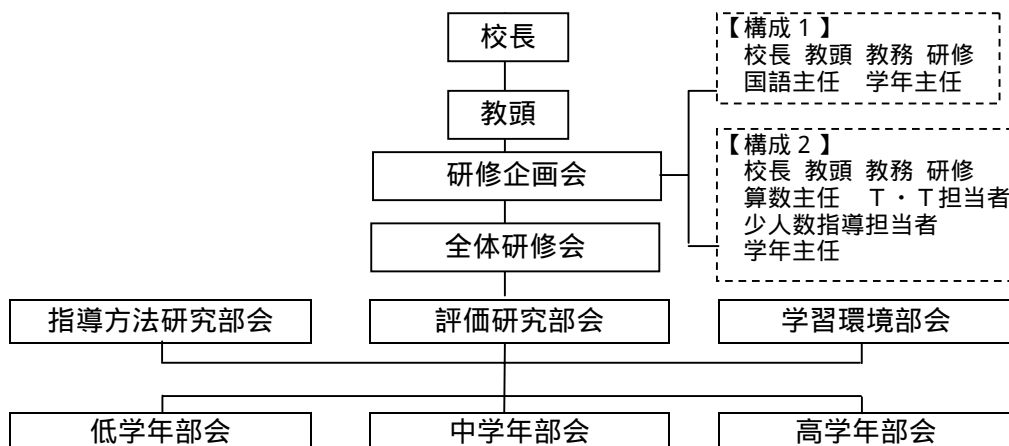 校長
教頭
研修企画会
全体研修会
【構成１】
校長 教頭 教務 研修
国語主任　学年主任
【構成２】
校長 教頭 教務 研修
算数主任　Ｔ・Ｔ担当者
少人数指導担当者
学年主任
指導方法研究部会
評価研究部会
学習環境部会
低学年部会
中学年部会
高学年部会